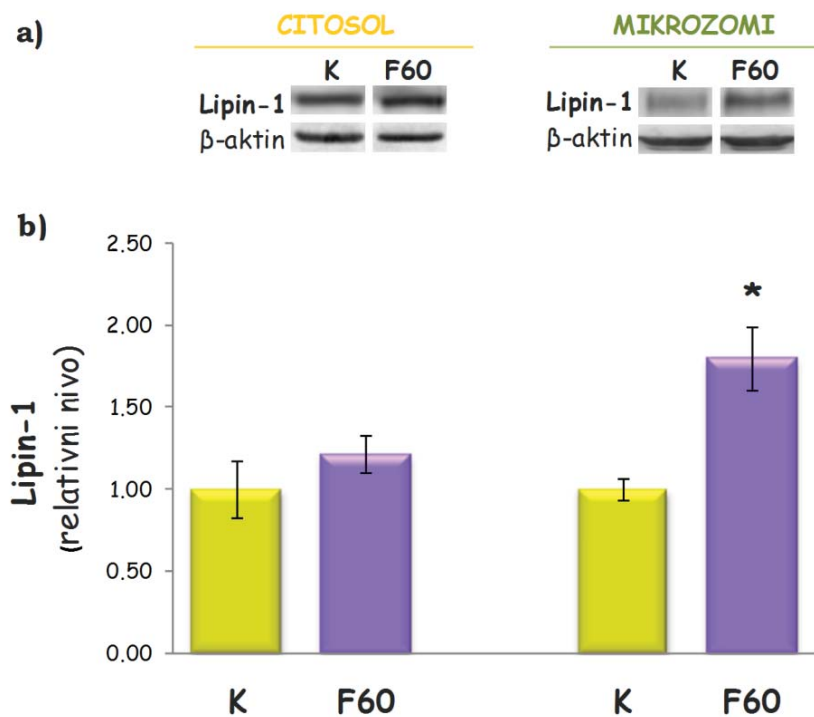 a)
CITOSOL
MIKROZOMI
K F60
K F60
Lipin-1
Lipin-1
β-aktin
β-aktin
b)
Lipin-1
(relativni nivo)
2.50
2.00
1.50
1.00
0.50
0.00
*
K F60 K F60